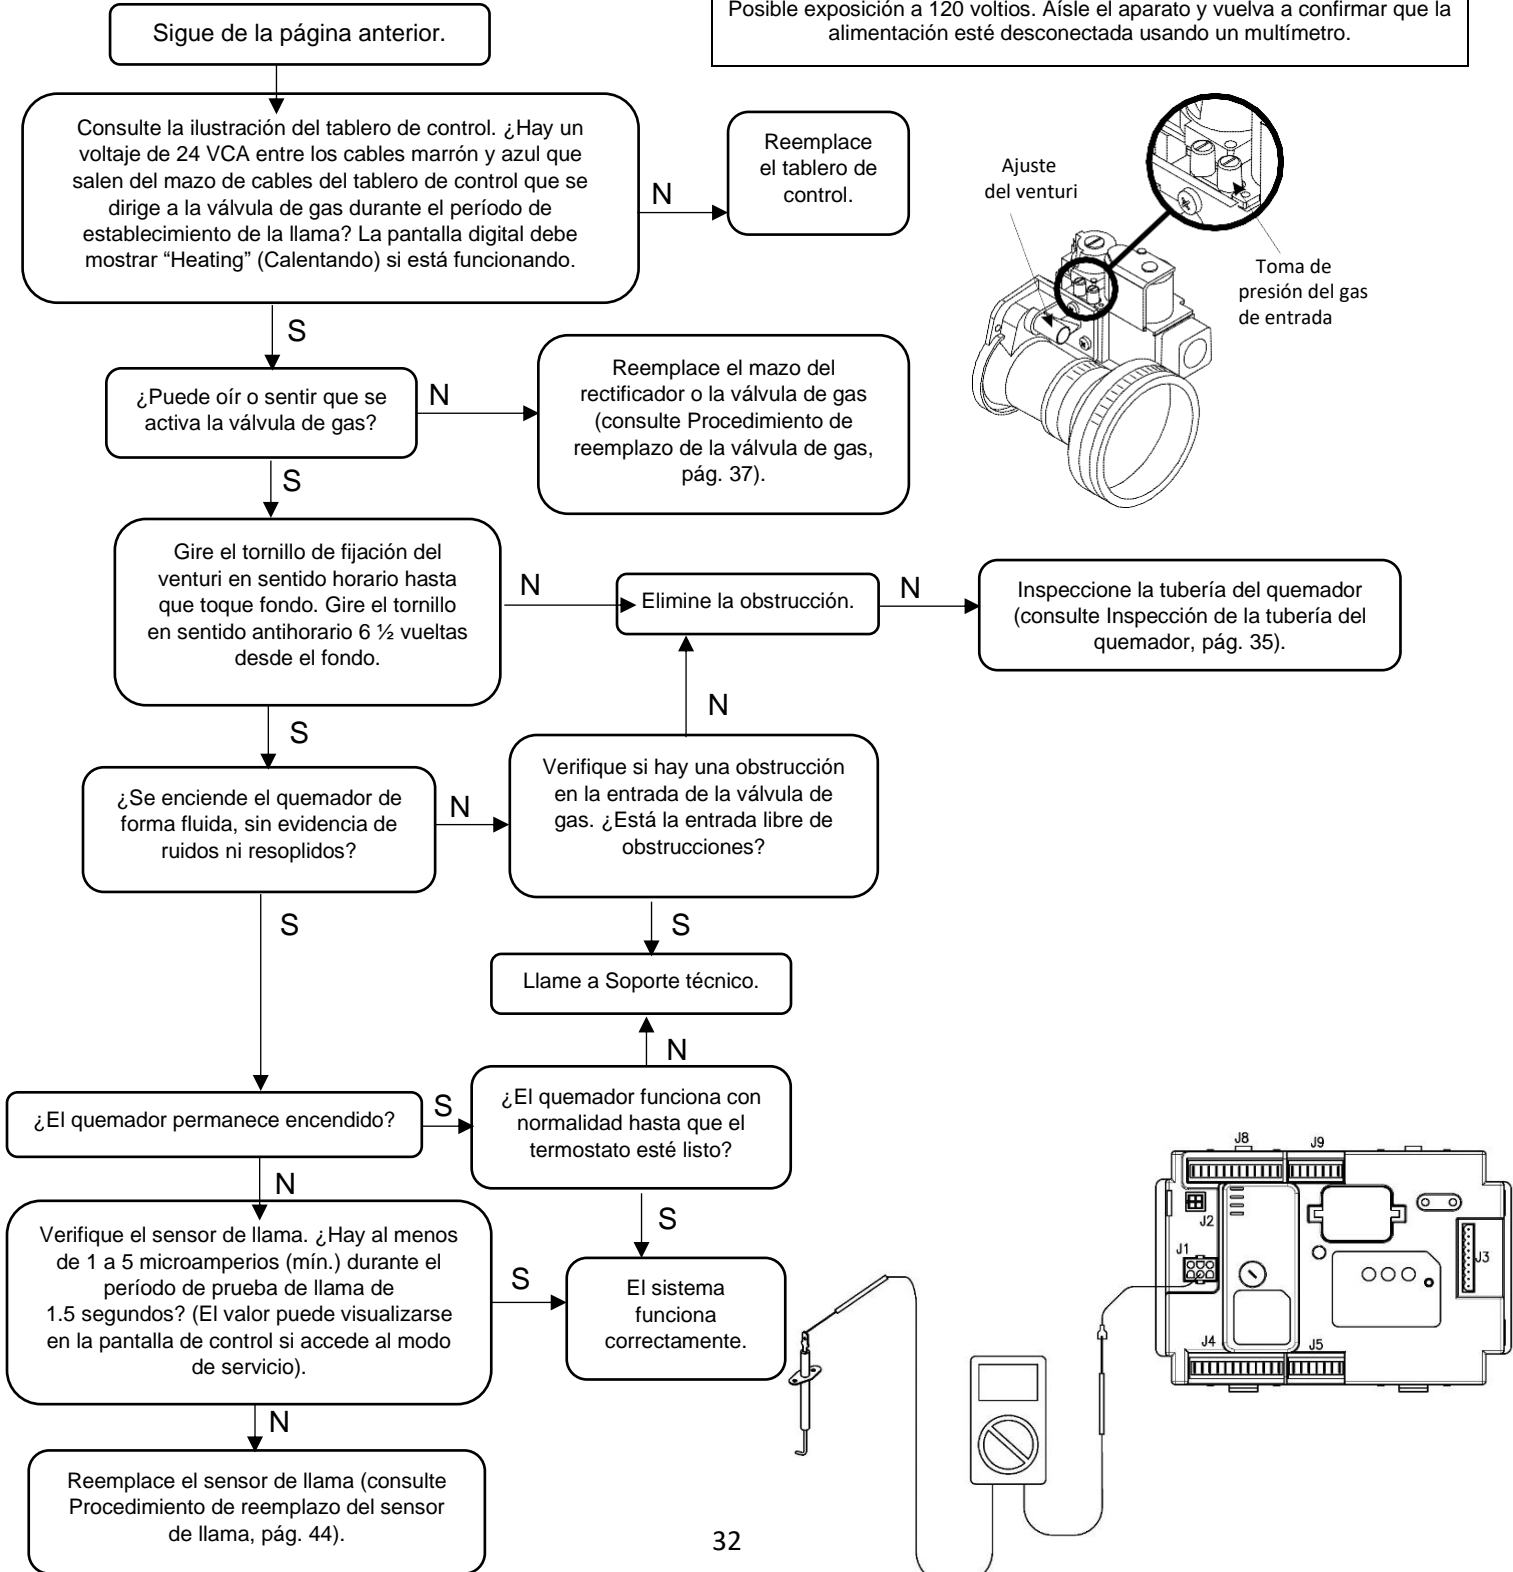 Posible exposición a 120 voltios. Aísle el aparato y vuelva a confirmar que la
alimentación esté desconectada usando un multímetro.
Sigue de la página anterior.
Consulte la ilustración del tablero de control. ¿Hay un
voltaje de 24 VCA entre los cables marrón y azul que
salen del mazo de cables del tablero de control que se
dirige a la válvula de gas durante el período de
establecimiento de la llama? La pantalla digital debe
mostrar “Heating” (Calentando) si está funcionando.
N
Reemplace
el tablero de
control.
Ajuste
del venturi
Toma de
presión del gas
de entrada
S
¿Puede oír o sentir que se
activa la válvula de gas?
N
Reemplace el mazo del
rectificador o la válvula de gas
(consulte Procedimiento de
reemplazo de la válvula de gas,
pág. 37).
S
Gire el tornillo de fijación del
venturi en sentido horario hasta
que toque fondo. Gire el tornillo
en sentido antihorario 6 ½ vueltas
desde el fondo.
N
Elimine la obstrucción.
N
Inspeccione la tubería del quemador
(consulte Inspección de la tubería del
quemador, pág. 35).
S
N
¿Se enciende el quemador de
forma fluida, sin evidencia de
ruidos ni resoplidos?
N
Verifique si hay una obstrucción
en la entrada de la válvula de
gas. ¿Está la entrada libre de
obstrucciones?
S
S
Llame a Soporte técnico.
N
¿El quemador permanece encendido?
S
¿El quemador funciona con
normalidad hasta que el
termostato esté listo?
N
S
Verifique el sensor de llama. ¿Hay al menos
de 1 a 5 microamperios (mín.) durante el
período de prueba de llama de
1.5 segundos? (El valor puede visualizarse
en la pantalla de control si accede al modo
de servicio).
S
El sistema
funciona
correctamente.
N
Reemplace el sensor de llama (consulte
Procedimiento de reemplazo del sensor
de llama, pág. 44).
J8
J9
J2
J1
J3
J4
J5
32